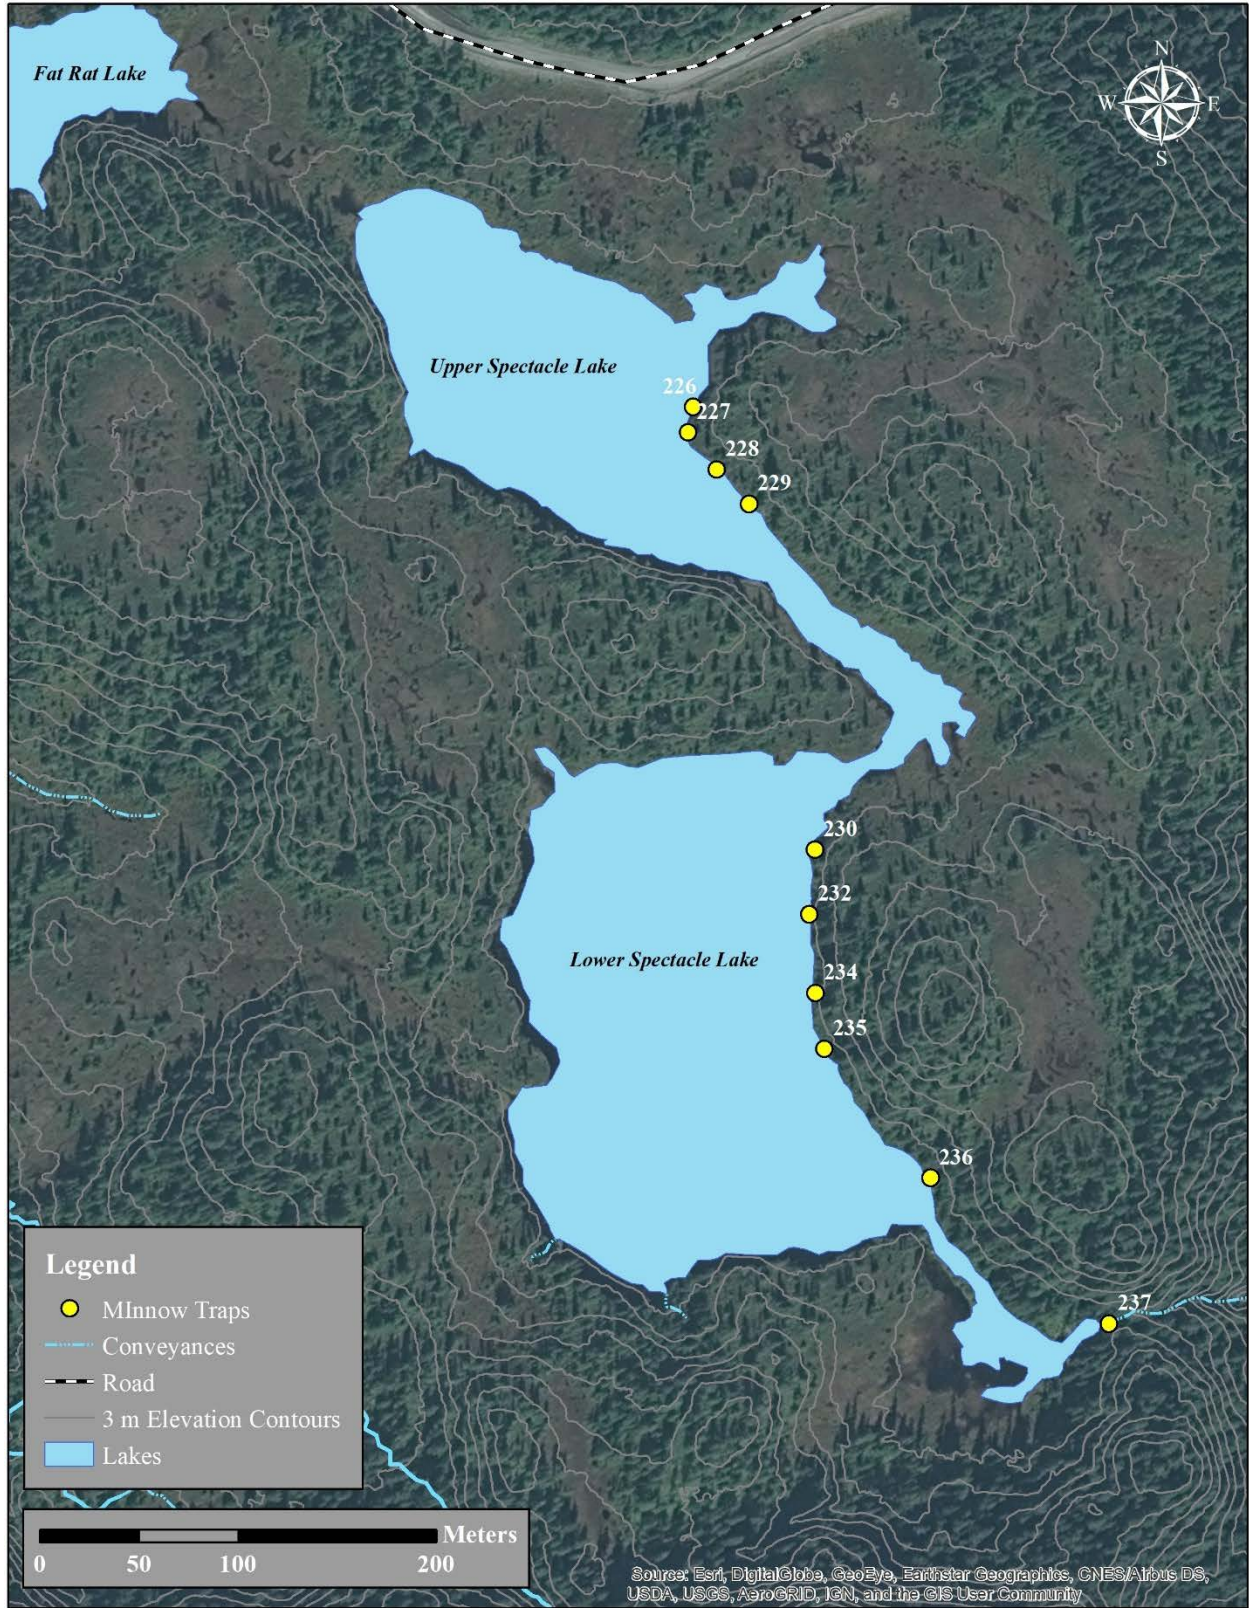 Fat Rat Lake
N
W E
S
Upper Spectacle Lake
226
227
228
229
230
232
Lower Spectacle Lake
234
235
236
237
Legend
MInnow Traps
Conveyances
Road
3 m Elevation Contours
Lakes
Meters
0 50 100 200
Source: Esri, DigitalGlobe, GeoEye, Earthstar Geographics, CNES/Airbus DS,
USDA, USGS, AeroGRID, IGN, and the GIS User Community